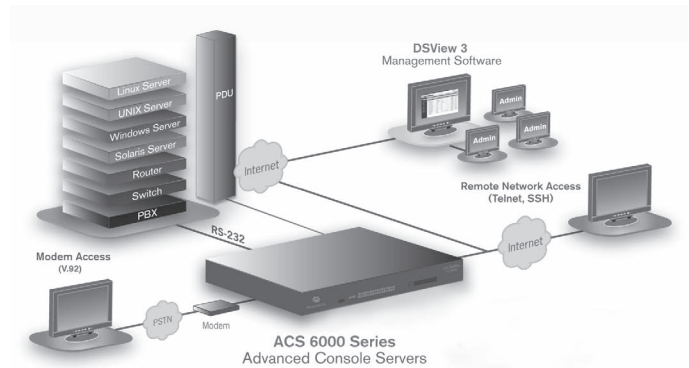 DSView 3
Management Software
Linux Server
UNIX Server
Windows Server
Solaris Server
Router
Switch
PBX
PDU
Admin
Admin
Admin
Internet
Remote Network Access
(Telnet, SSH)
Internet
RS-232
Modem Access
(V.92)
PSTN
Modem
ACS 6000 Series
Advanced Console Servers